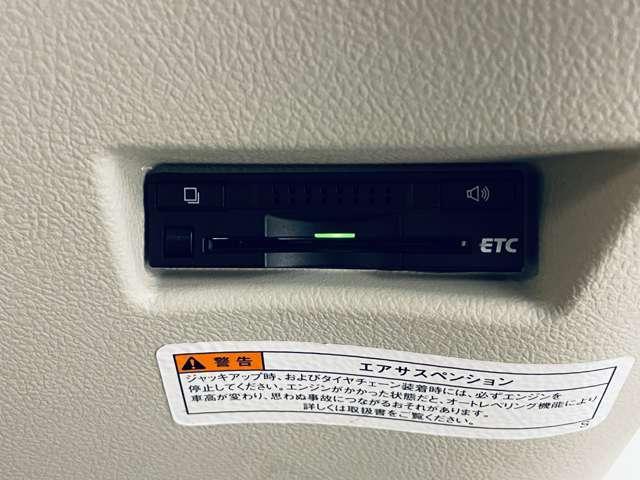 ETC
警告
エアサスペンション
ジャッキアップ時、およびタイヤチェーン装着時には、必ずエンジンを
停止してください。エンジンがかかった状態だと、オートレベリング機能により
車高が変わり、思わぬ事故につながるおそれがあります。
詳しくは取扱書をご覧ください。
S